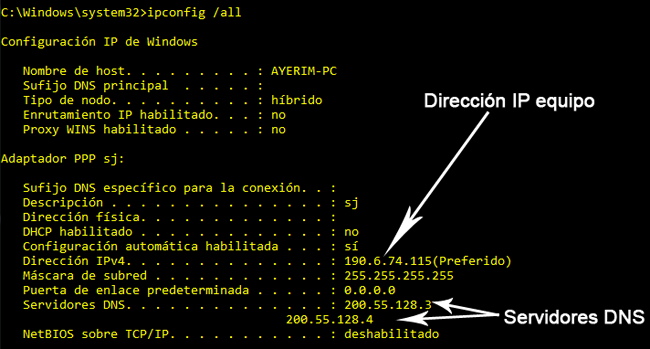 C:\Windows\system32>ipconfig /all
Configuración IP de Windows
Nombre de host. . . . . . . . . : AYERIM-PC
Sufijo DNS principal . . . . . :
Tipo de nodo. . . . . . . . . . : híbrido
Enrutamiento IP habilitado. . . : no
Proxy WINS habilitado . . . . . : no
Dirección IP equipo
Adaptador PPP sj:
Sufijo DNS específico para la conexión. . :
Descripción . . . . . . . . . . . . . . . : sj
Dirección física. . . . . . . . . . . . . :
DHCP habilitado . . . . . . . . . . . . . : no
Configuración automática habilitada . . . : sí
Dirección IPv4. . . . . . . . . . . . . . : 190.6.74.115(Preferido)
Máscara de subred . . . . . . . . . . . . : 255.255.255.255
Puerta de enlace predeterminada . . . . . : 0.0.0.0
Servidores DNS. . . . . . . . . . . . . . : 200.55.128.3
200.55.128.4
Servidores DNS
NetBIOS sobre TCP/IP. . . . . . . . . . . : deshabilitado